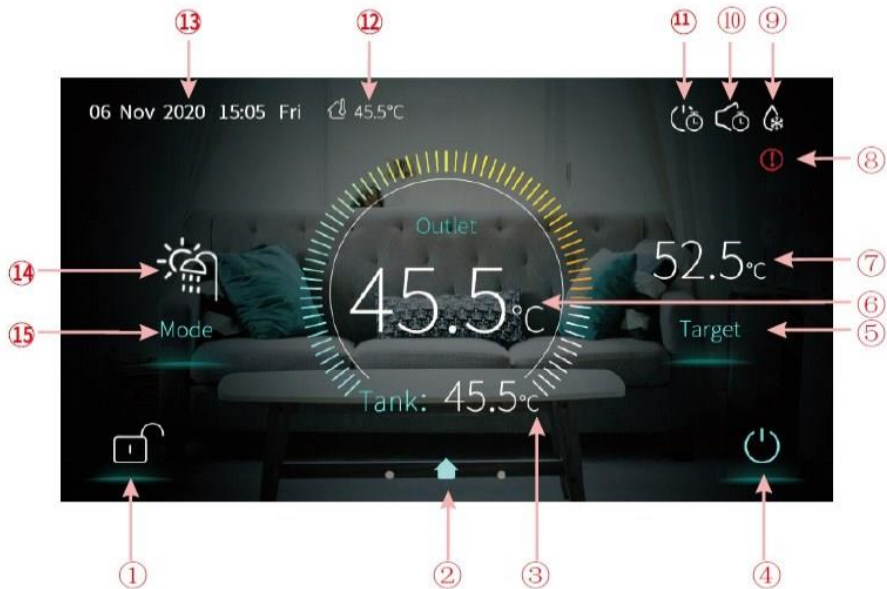 ⑬ ⑫ ⑪ ⑩ ⑨
06 Nov 2020 15:05 Fri 45.5°C
⑧
Outlet
⑭ 52.5°C ⑦
45.5°C ⑥
⑮ Mode Target ⑤
Tank: 45.5°C
① ② ③ ④